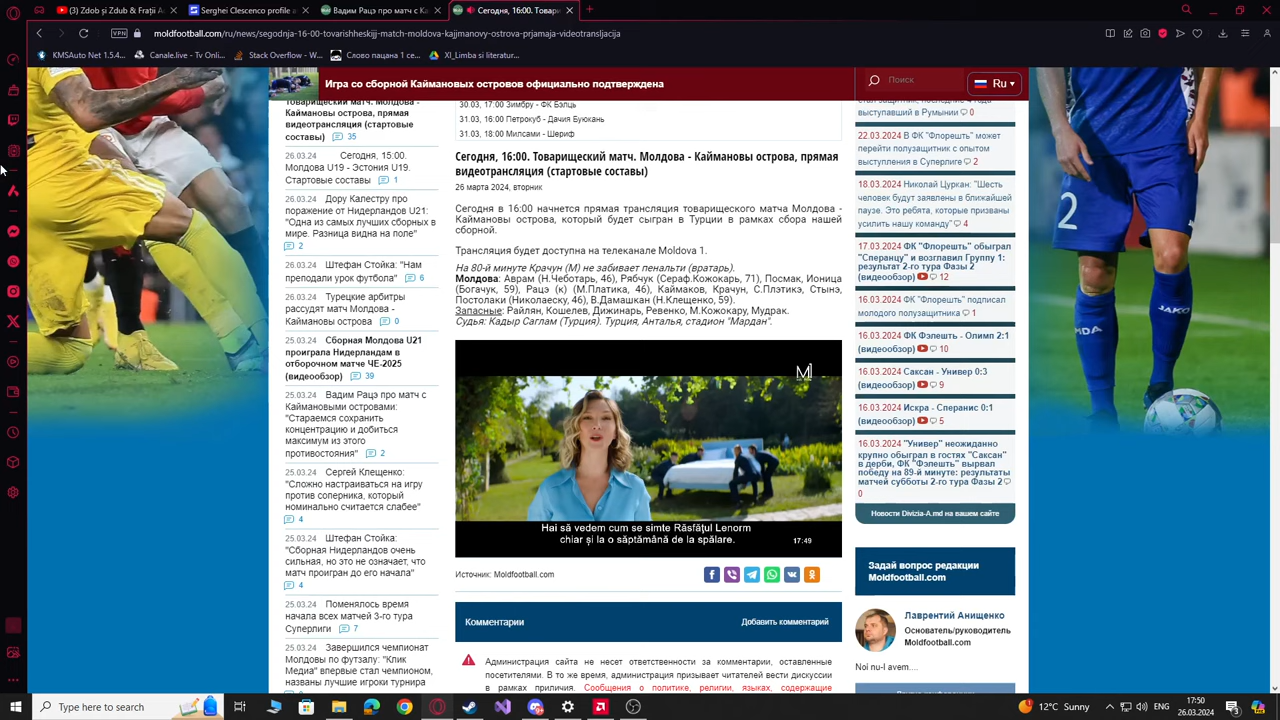 3) Zdob și Zdub & Frații A
Serghei Clescenco profile a
3) Zdob și Zdub & Frații A
Сегодня, 16:00. Товари
VPN
moldfootball.com/ru/news/segodnja-16-00-tovarishheskijj-match-moldova-kajjmanovy-ostrova-prjamaja-videotransljacija
KMSAuto Net 1.5.4...
Canale.live - Tv Onl...
Stack Overflow - W...
Слово пацана 1 се...
XI_Limba si literatur...
Игра со сборной Каймановых островов официально подтверждена
Поиск
Ru
Товарищеский матч. Молдова -
Каймановы острова, прямая
видеотрансляция (стартовые
составы) 35
26.03.24 Сегодня, 15:00.
Молдова U19 - Эстония U19.
Стартовые составы 1
26.03.24 Дору Калестру про
поражение от Нидерландов U21:
"Одна из самых лучших сборных в
мире. Разница видна на поле"
2
26.03.24 Штефан Стойка: "Нам
преподали урок футбола" 6
26.03.24 Турецкие арбитры
рассудят матч Молдова -
Каймановы острова 0
26.03.24 Сборная Молдовы U21
проиграла Нидерландам в
отборочном матче ЧЕ-2025
(видеообзор) 39
25.03.24 Вадим Рацэ про матч с
Каймановыми островами:
"Стараемся сохранить
концентрацию и добиться
максимум из этого
противостояния" 2
25.03.24 Сергей Клещенко:
"Сложно настраиваться на игру
против соперника, который
номинально считается слабее"
4
25.03.24 Штефан Стойка:
"Сборная Нидерландов очень
сильная, но это не означает, что
матч проигран до его начала"
4
25.03.24 Поменялось время
начала всех матчей 3-го тура
Суперлиги 7
25.03.24 Завершился чемпионат
Молдовы по футзалу: "Клик
Медиа" впервые стал чемпионом,
названы лучшие игроки турнира
30.03, 17:00 Зимбру - ФК Бэлць
31.03, 16:00 Петрокуб - Дачия Буюкань
31.03, 18:00 Милсами - Шериф
Сегодня, 16:00. Товарищеский матч. Молдова - Каймановы острова, прямая
видеотрансляция (стартовые составы)
26 марта 2024, вторник
Сегодня в 16:00 начнется прямая трансляция товарищеского матча Молдова -
Каймановы острова, который будет сыгран в Турции в рамках сбора нашей
сборной.
Трансляция будет доступна на телеканале Moldova 1.
На 80-й минуте Крачун (М) не забивает пенальти (вратарь).
Молдова: Аврам (Н.Чеботарь, 46), Рябчук (Сераф.Кожокарь, 71), Посмак, Ионица
(Богачук, 59), Рацэ (к) (М.Платика, 46), Каймаков, Крачун, С.Плэтикэ, Стынэ,
Постолаки (Николаеску, 46), В.Дамашкан (Н.Клещенко, 59).
Запасные: Райлян, Кошелев, Дижинарь, Ревенко, М.Кожокару, Мудрак.
Судья: Кадыр Саглам (Турция). Турция, Анталья, стадион "Мардан".
M1
Hai să vedem cum se simte Răsfățul Lenorm
chiar și la o săptămână de la spălare.
17:49
Источник: Moldfootball.com
Комментарии
Добавить комментарий
Администрация сайта не несет ответственности за комментарии, оставленные
посетителями. В то же время, администрация призывает читателей вести дискуссии
в рамках приличия. Сообщения о политике, религии, языках, содержащие
выступавший в Румынии 0
22.03.2024 В ФК "Флорешть" может
перейти полузащитник с опытом
выступления в Суперлиге 2
18.03.2024 Николай Цуркан: "Шесть
человек будут заявлены в ближайшей
паузе. Это ребята, которые призваны
усилить нашу команду" 4
17.03.2024 ФК "Флорешть" обыграл
"Сперанцу" и возглавил Группу 1:
результат 2-го тура Фазы 2
(видеообзор) 12
16.03.2024 ФК "Флорешть" подписал
молодого полузащитника 1
16.03.2024 ФК Фэлешть - Олимп 2:1
(видеообзор) 10
16.03.2024 Саксан - Универ 0:3
(видеообзор) 9
16.03.2024 Искра - Сперанис 0:1
(видеообзор) 5
16.03.2024 "Универ" неожиданно
крупно обыграл в гостях "Саксан"
в дерби, ФК "Фэлешть" вырвал
победу на 89-й минуте: результаты
матчей субботы 2-го тура Фазы 2
0
Новости Divizia-A.md на вашем сайте
Задай вопрос редакции
Moldfootball.com
Лаврентий Анищенко
Основатель/руководитель
Moldfootball.com
Noi nu-l avem....
Type here to search
12°C Sunny
ENG
17:50
26.03.2024